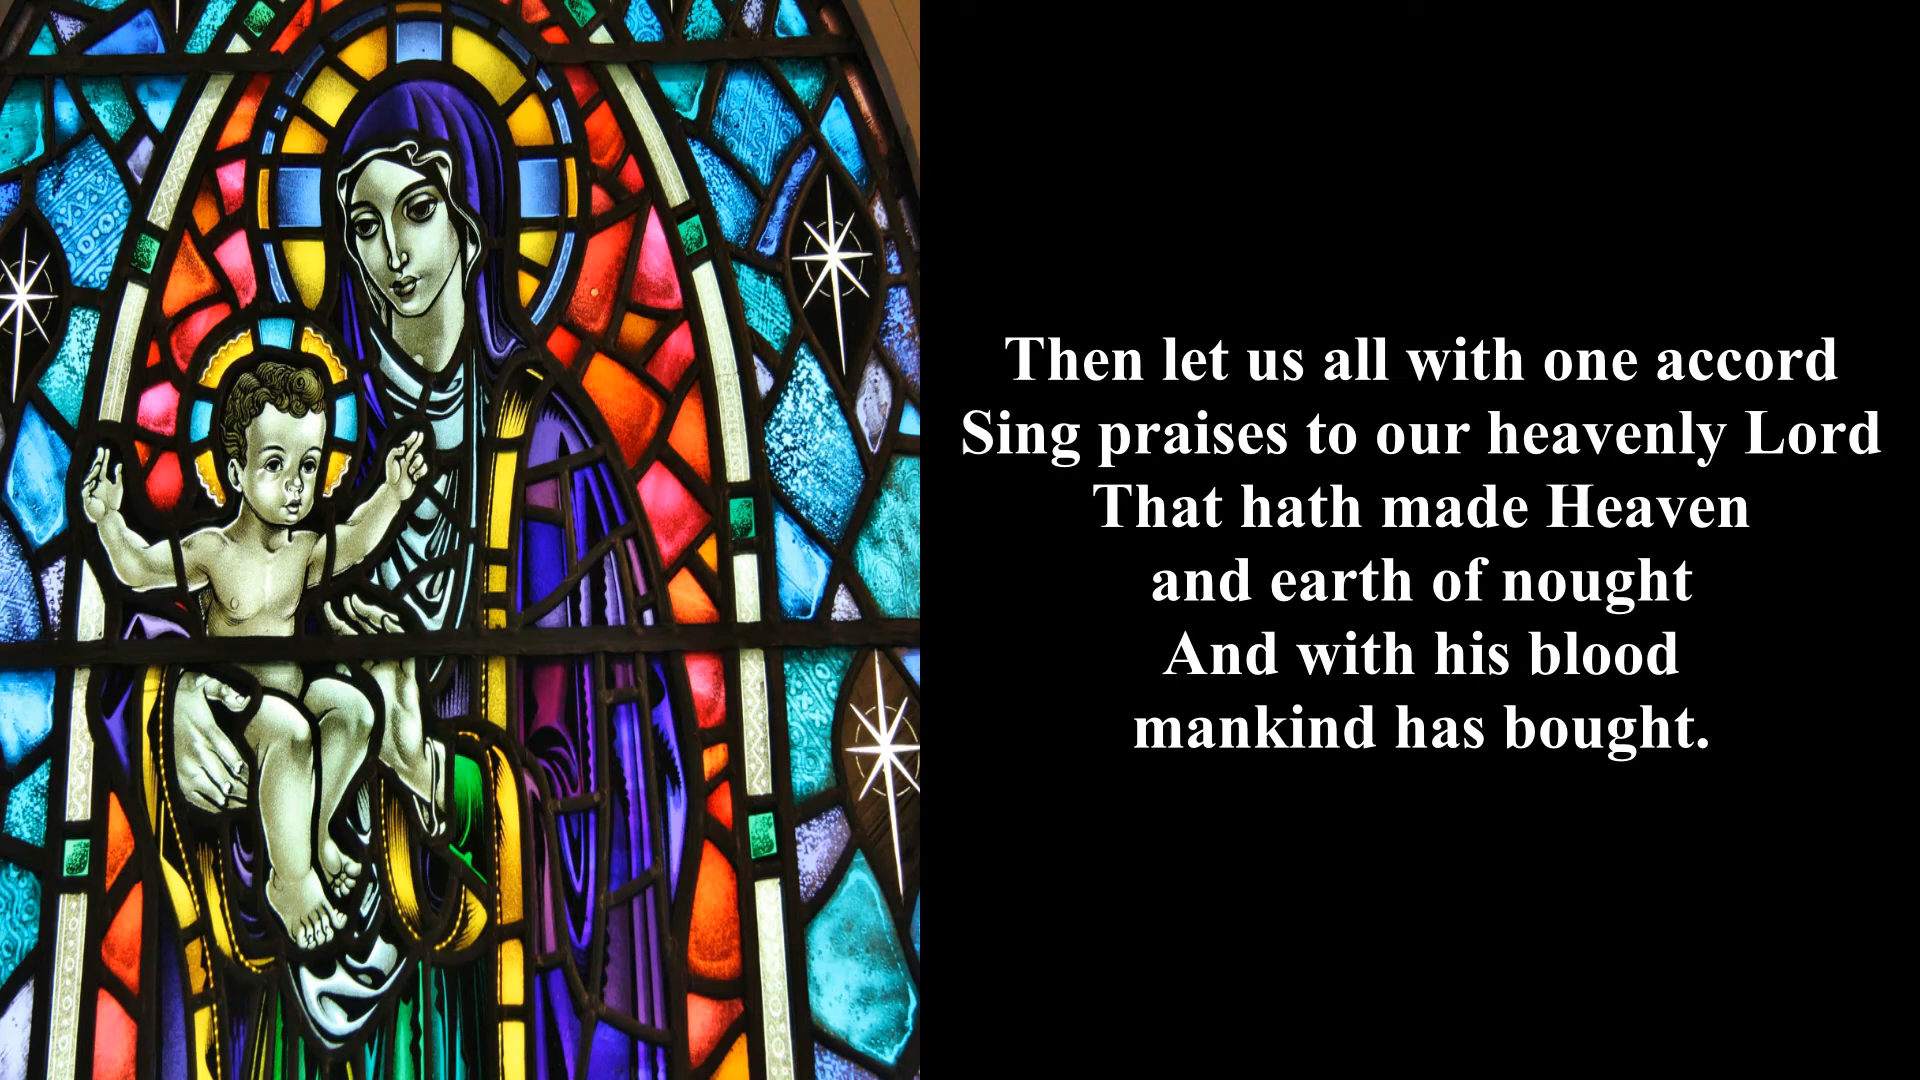 Then let us all with one accord
Sing praises to our heavenly Lord
That hath made Heaven
and earth of nought
And with his blood
mankind has bought.